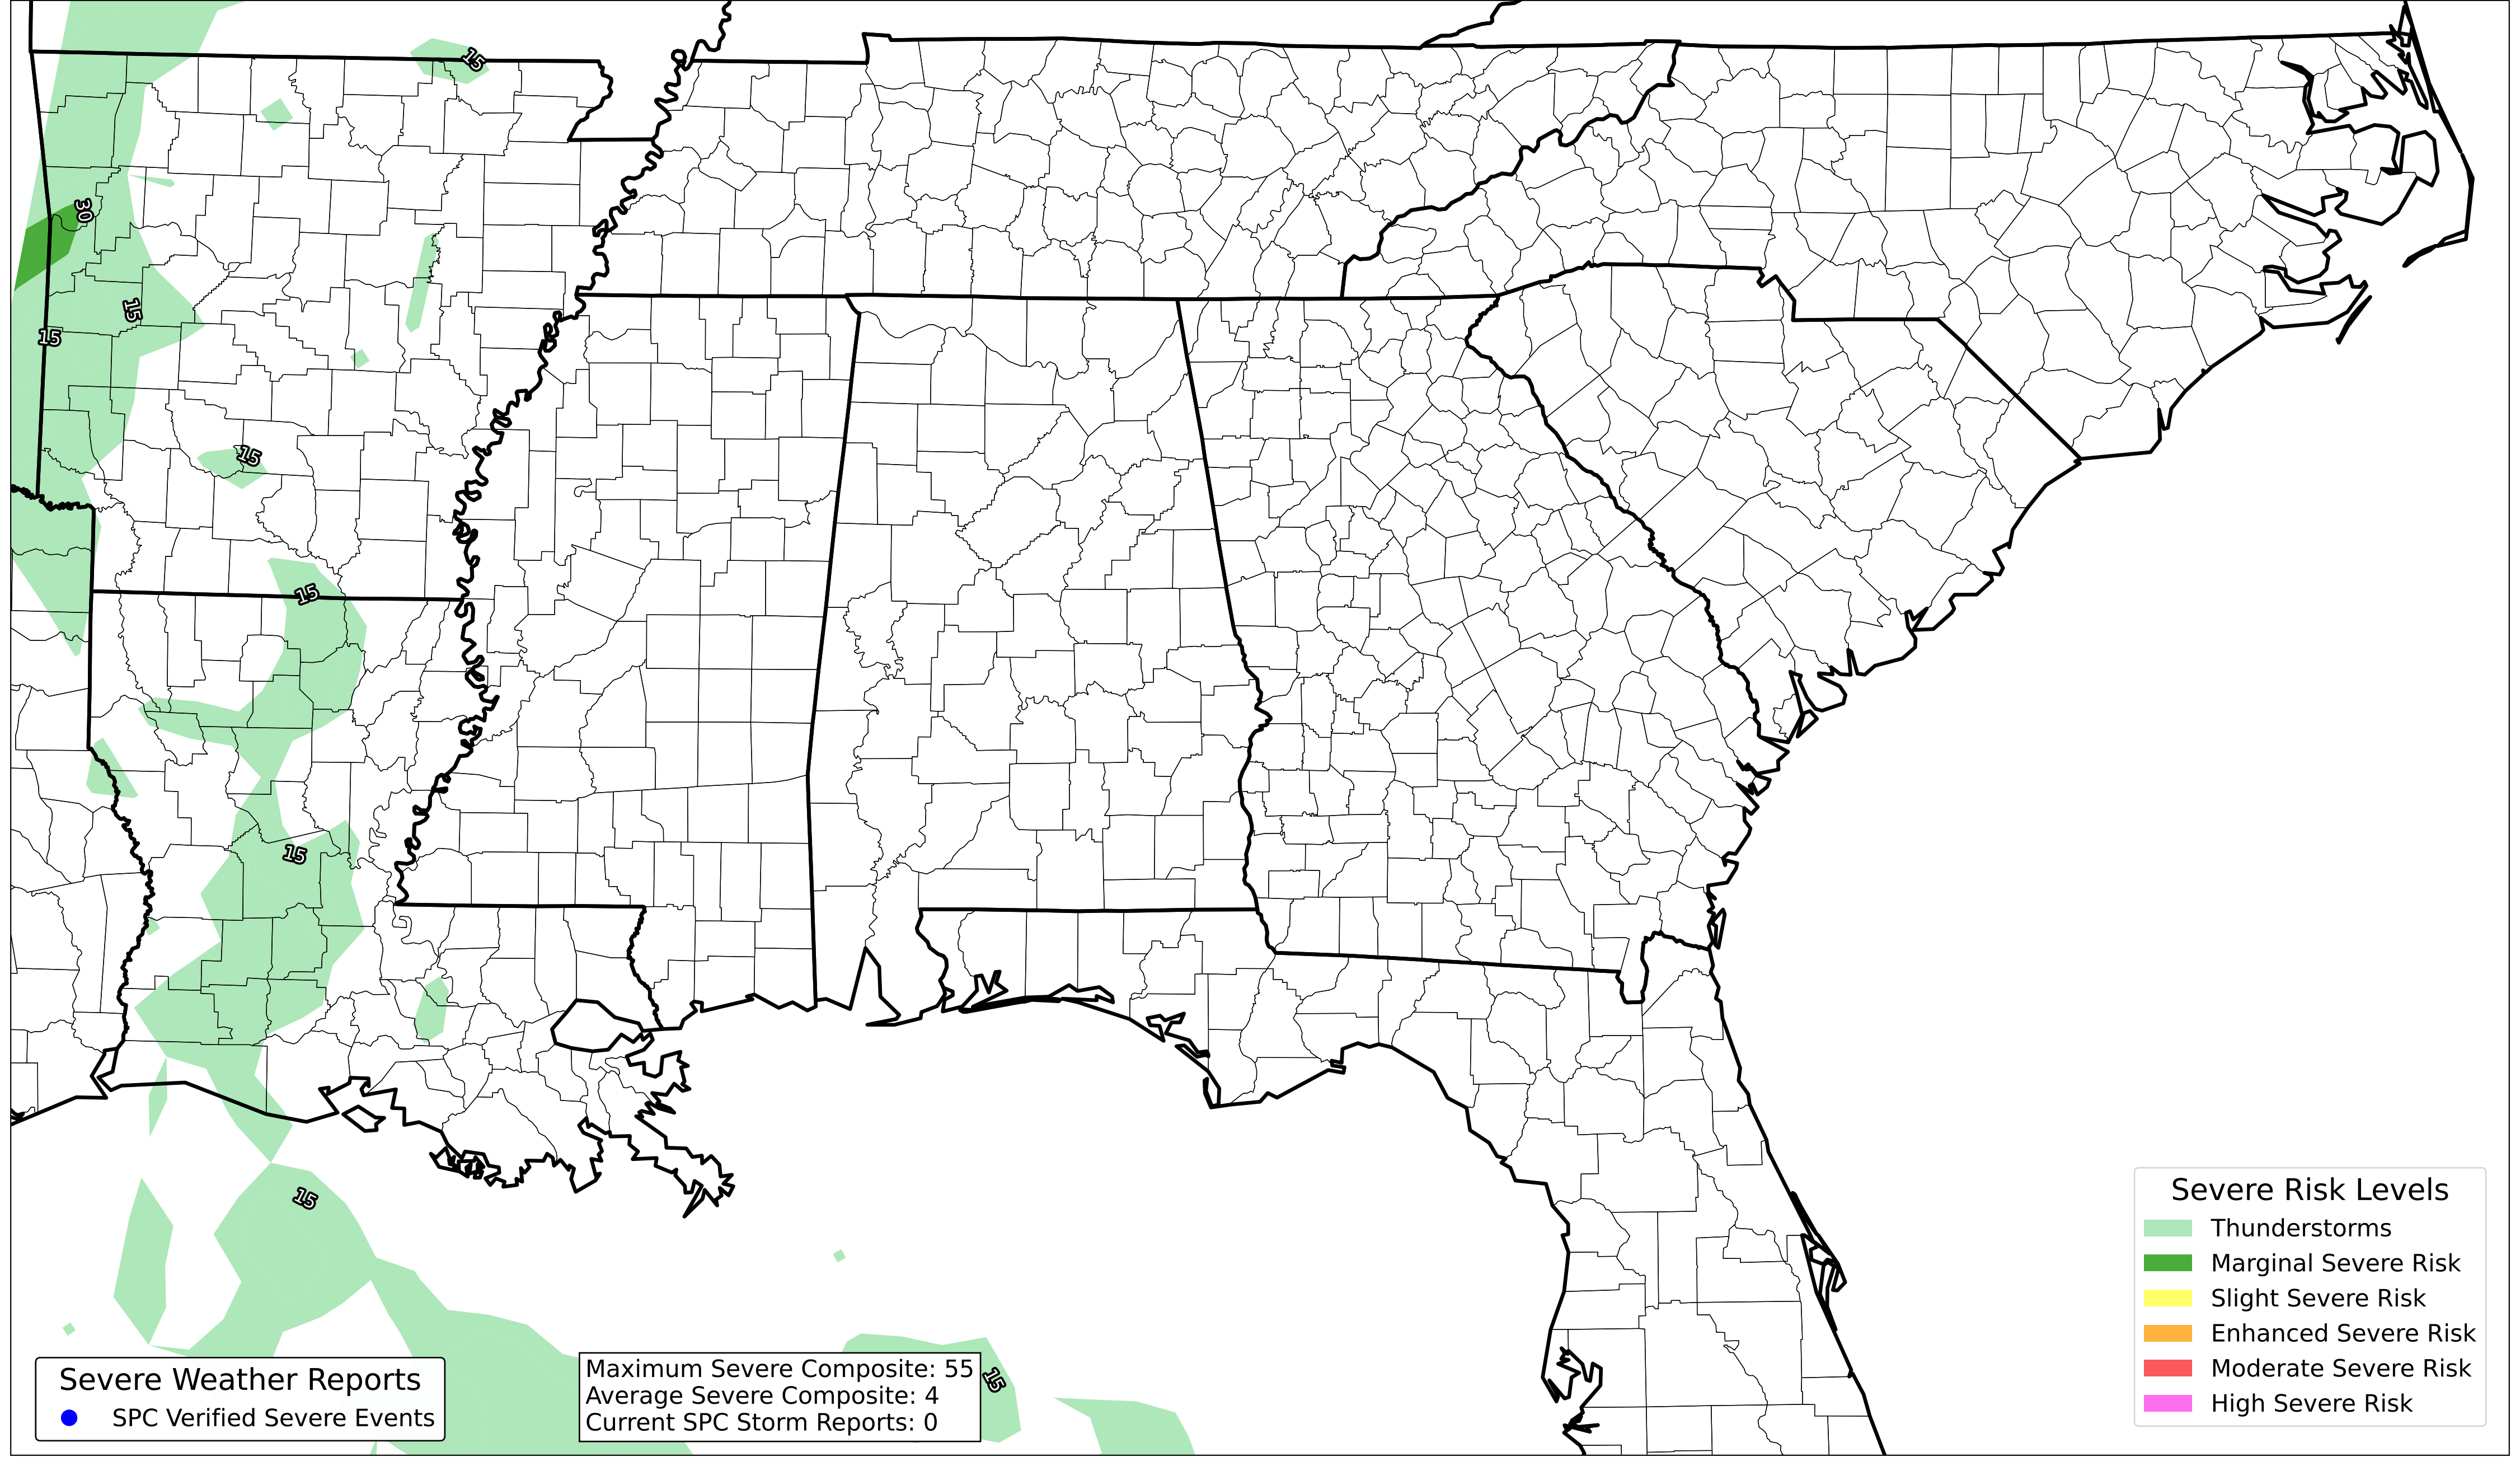 15
30
15
15
15
15
15
15
15
Severe Risk Levels
Thunderstorms
Marginal Severe Risk
Slight Severe Risk
Enhanced Severe Risk
Moderate Severe Risk
High Severe Risk
Severe Weather Reports
SPC Verified Severe Events
Maximum Severe Composite: 55
Average Severe Composite: 4
Current SPC Storm Reports: 0